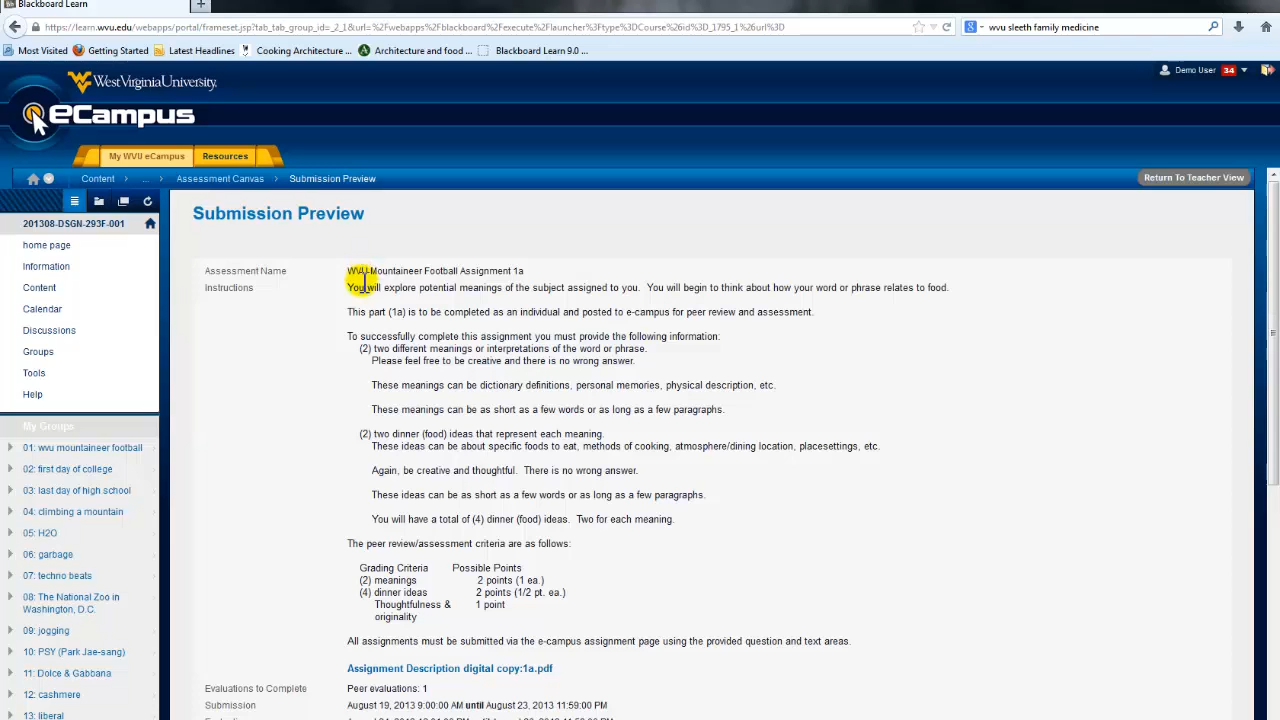 Blackboard Learn
+
https://learn.wvu.edu/webapps/portal/frameset.jsp?tab_tab_group_id=_2_1&url=%2Fwebapps%2Fblackboard%2Fexecute%2Flauncher%3Ftype%3DCourse%26id%3D_1795_1%26url%3D
wvu sleeth family medicine
Most Visited Getting Started Latest Headlines Cooking Architecture ... Architecture and food ... Blackboard Learn 9.0 ...
West Virginia University.
Demo User 34
eCampus
My WVU eCampus Resources
Content ... Assessment Canvas Submission Preview
Return To Teacher View
201308-DSGN-293F-001
home page
Information
Content
Calendar
Discussions
Groups
Tools
Help
My Groups
01: wvu mountaineer football
02: first day of college
03: last day of high school
04: climbing a mountain
05: H2O
06: garbage
07: techno beats
08: The National Zoo in
Washington, D.C.
09: jogging
10: PSY (Park Jae-sang)
11: Dolce & Gabbana
12: cashmere
13: liberal
Submission Preview
Assessment Name WVU-Mountaineer Football Assignment 1a
Instructions You will explore potential meanings of the subject assigned to you. You will begin to think about how your word or phrase relates to food.
This part (1a) is to be completed as an individual and posted to e-campus for peer review and assessment.
To successfully complete this assignment you must provide the following information:
(2) two different meanings or interpretations of the word or phrase.
Please feel free to be creative and there is no wrong answer.
These meanings can be dictionary definitions, personal memories, physical description, etc.
These meanings can be as short as a few words or as long as a few paragraphs.
(2) two dinner (food) ideas that represent each meaning.
These ideas can be about specific foods to eat, methods of cooking, atmosphere/dining location, placesettings, etc.
Again, be creative and thoughtful. There is no wrong answer.
These ideas can be as short as a few words or as long as a few paragraphs.
You will have a total of (4) dinner (food) ideas. Two for each meaning.
The peer review/assessment criteria are as follows:
Grading Criteria Possible Points
(2) meanings 2 points (1 ea.)
(4) dinner ideas 2 points (1/2 pt. ea.)
Thoughtfulness & 1 point
originality
All assignments must be submitted via the e-campus assignment page using the provided question and text areas.
Assignment Description digital copy:1a.pdf
Evaluations to Complete Peer evaluations: 1
Submission August 19, 2013 9:00:00 AM until August 23, 2013 11:59:00 PM